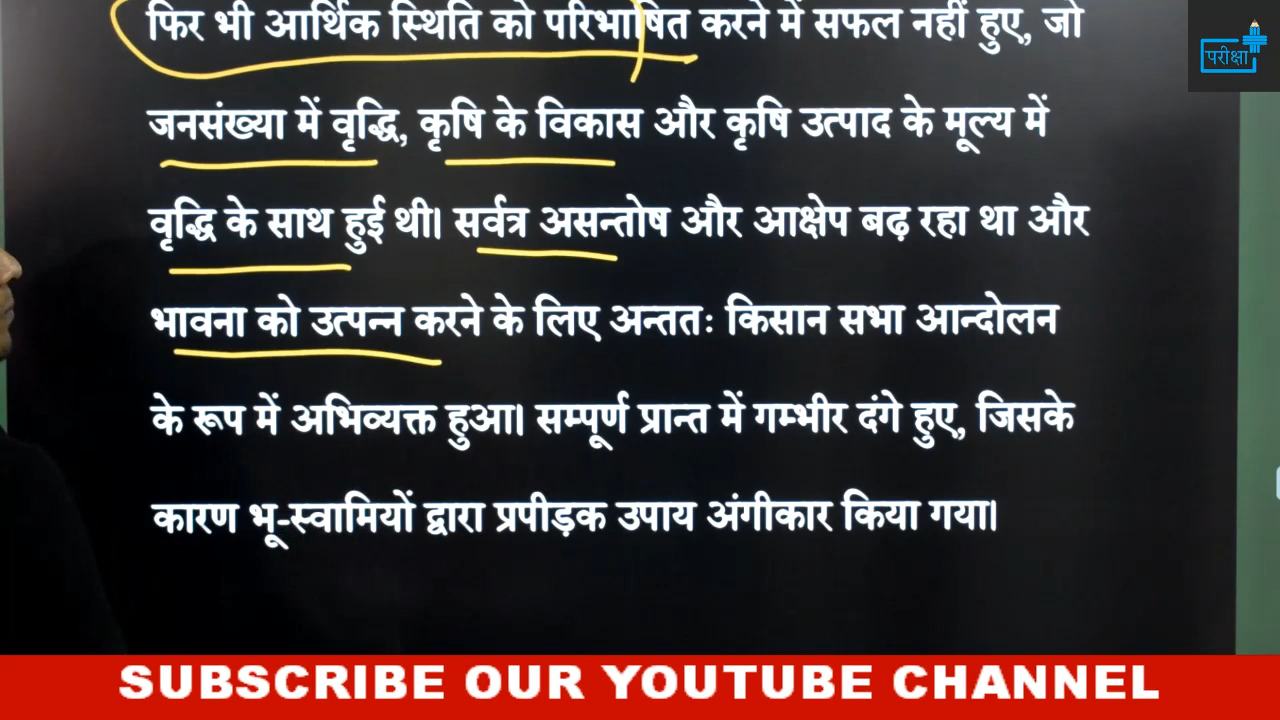 फिर भी आर्थिक स्थिति को परिभाषित करने में सफल नहीं हुए, जो
परीक्षा
जनसंख्या में वृद्धि, कृषि के विकास और कृषि उत्पाद के मूल्य में
वृद्धि के साथ हुई थी। सर्वत्र असन्तोष और आक्षेप बढ़ रहा था और
भावना को उत्पन्न करने के लिए अन्ततः किसान सभा आन्दोलन
के रूप में अभिव्यक्त हुआ। सम्पूर्ण प्रान्त में गम्भीर दंगे हुए, जिसके
कारण भू-स्वामियों द्वारा प्रपीड़क उपाय अंगीकार किया गया।
SUBSCRIBE OUR YOUTUBE CHANNEL